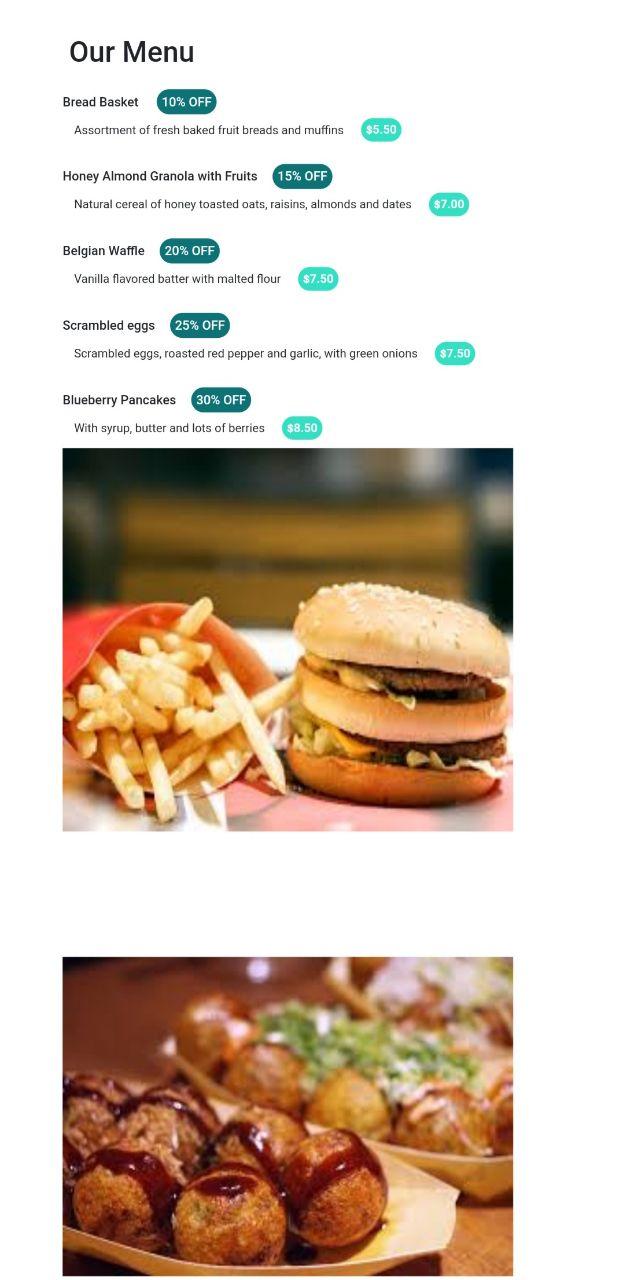 Our Menu
Bread Basket 10% OFF
Assortment of fresh baked fruit breads and muffins $5.50
Honey Almond Granola with Fruits 15% OFF
Natural cereal of honey toasted oats, raisins, almonds and dates $7.00
Belgian Waffle 20% OFF
Vanilla flavored batter with malted flour $7.50
Scrambled eggs 25% OFF
Scrambled eggs, roasted red pepper and garlic, with green onions $7.50
Blueberry Pancakes 30% OFF
With syrup, butter and lots of berries $8.50